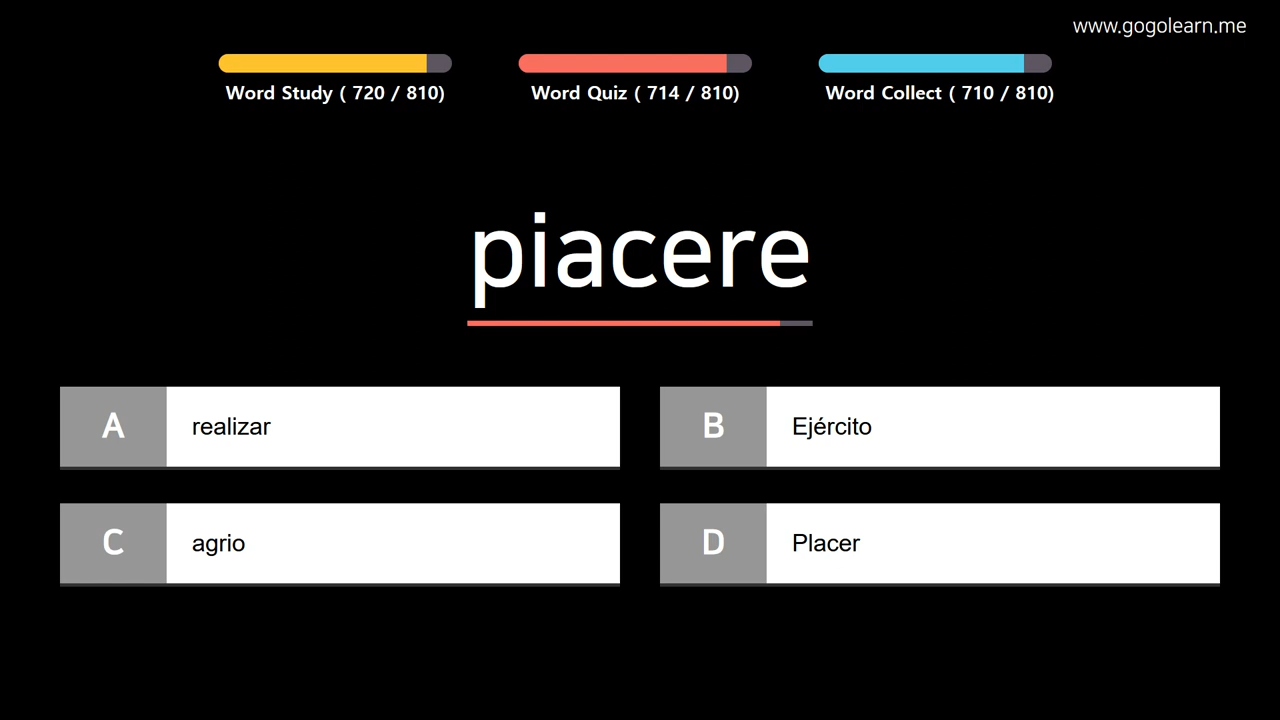 www.gogolearn.me
Word Study ( 720 / 810)
Word Quiz ( 714 / 810)
Word Collect ( 710 / 810)
piacere
A realizar
B Ejército
C agrio
D Placer